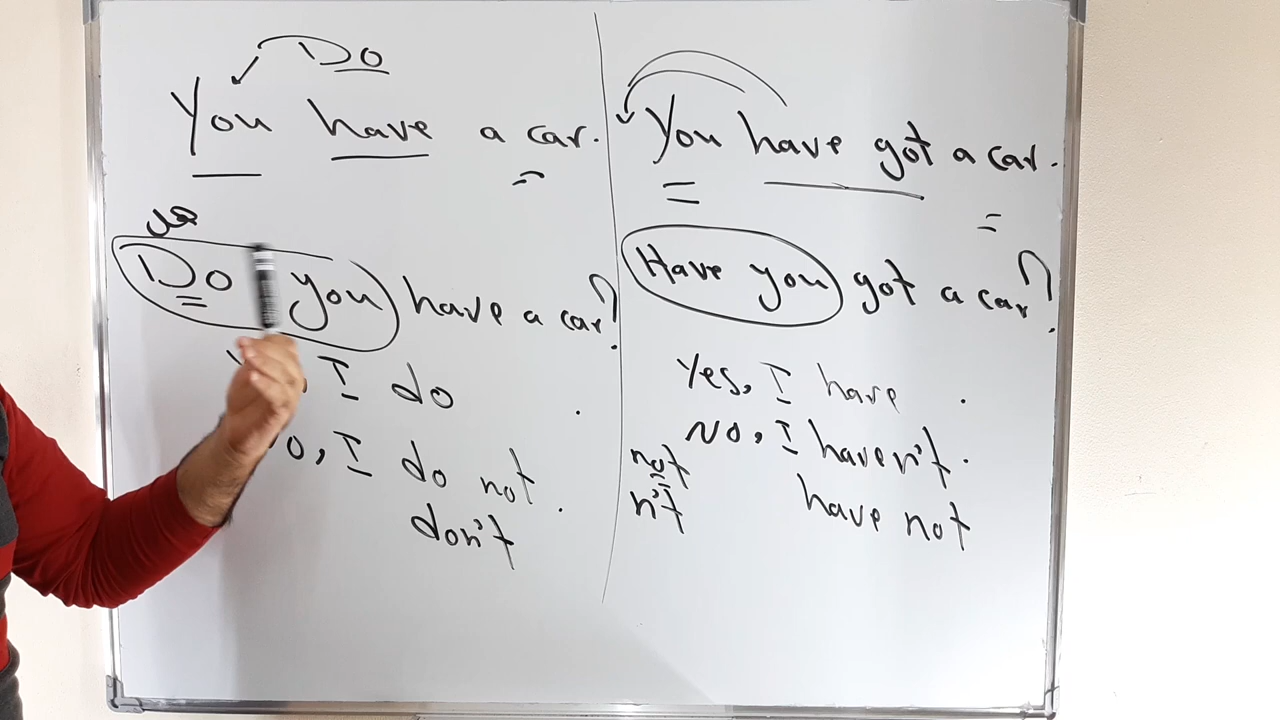 Do
You have a car.
هل
Do you have a car?
I do.
I do not.
don't
You have got a car.
Have you got a car?
Yes, I have.
No, I haven't.
not
n't
have not